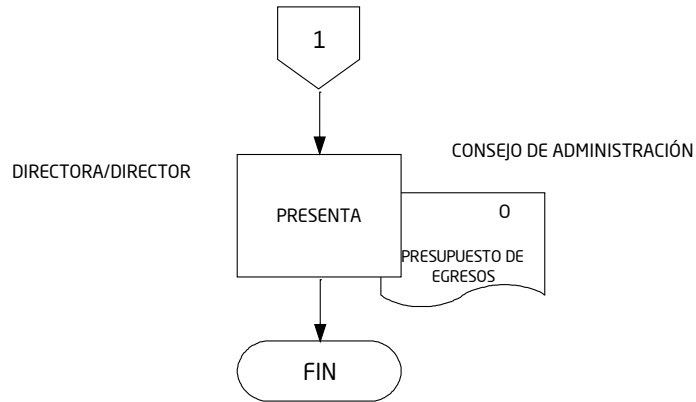 1
CONSEJO DE ADMINISTRACIÓN
DIRECTORA/DIRECTOR
PRESENTA
O
PRESUPUESTO DE
EGRESOS
FIN